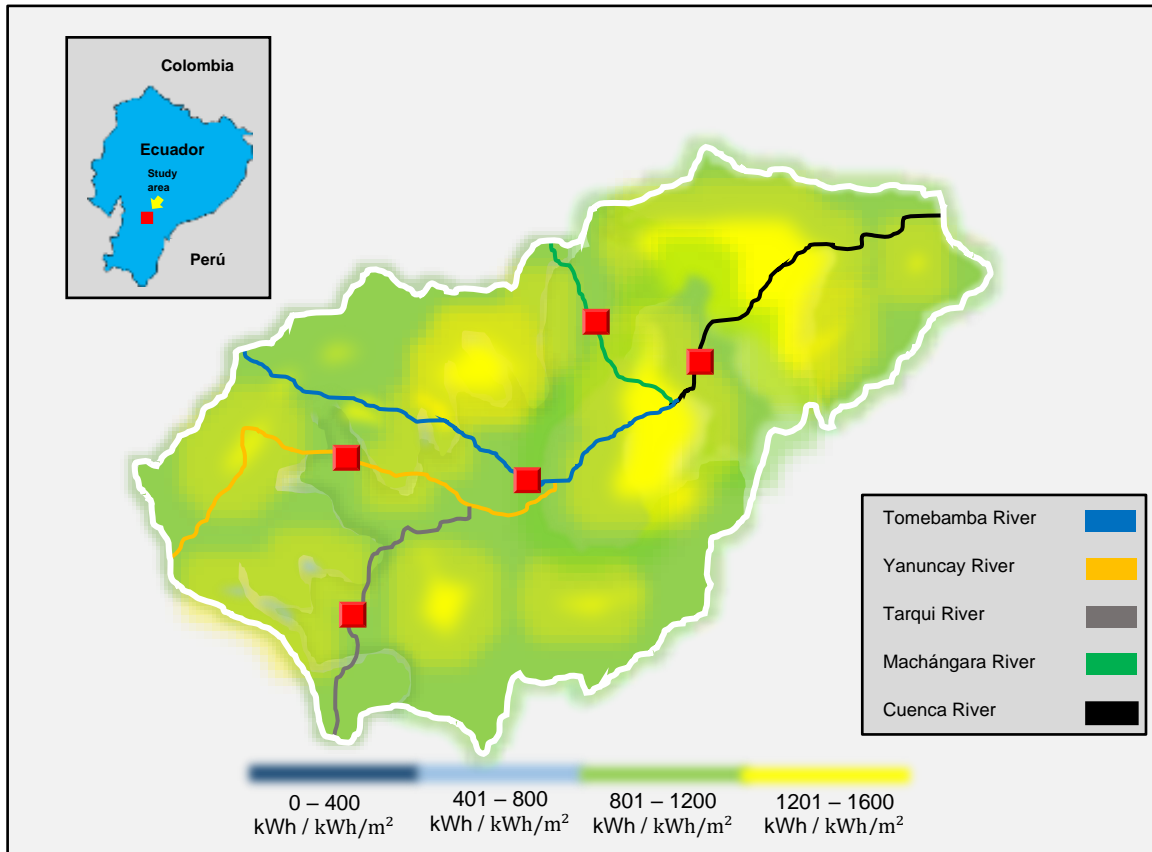 Colombia
Ecuador
Study
area
Perú
Tomebamba River
Yanuncay River
Tarqui River
Machángara River
Cuenca River
0 – 400
kWh / kWh/m²
401 – 800
kWh / kWh/m²
801 – 1200
kWh / kWh/m²
1201 – 1600
kWh / kWh/m²